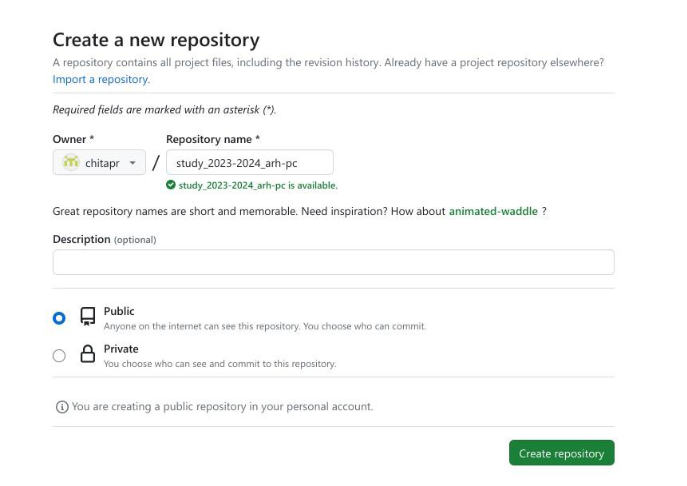 Create a new repository
A repository contains all project files, including the revision history. Already have a project repository elsewhere?
Import a repository.
Required fields are marked with an asterisk (*).
Owner * Repository name *
chitapr / study_2023-2024_arh-pc
study_2023-2024_arh-pc is available.
Great repository names are short and memorable. Need inspiration? How about animated-waddle ?
Description (optional)
Public
Anyone on the internet can see this repository. You choose who can commit.
Private
You choose who can see and commit to this repository.
You are creating a public repository in your personal account.
Create repository